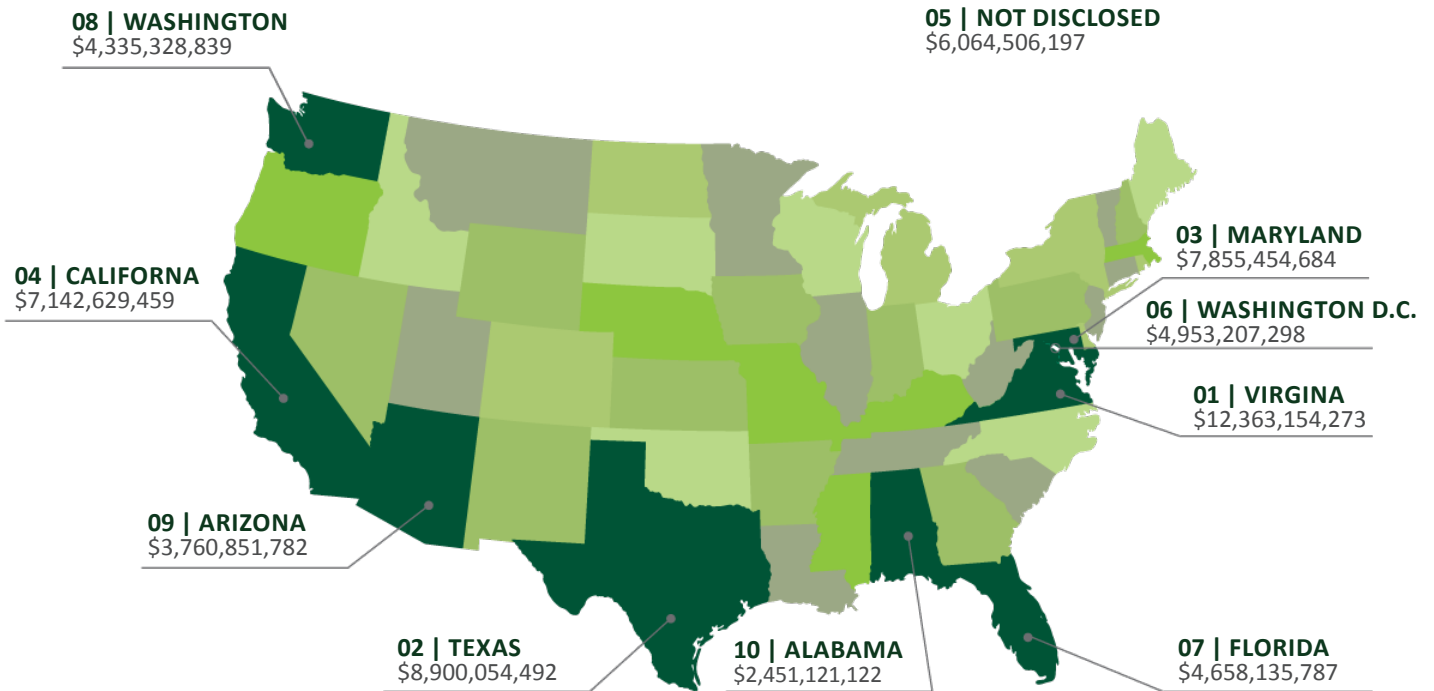 08 | WASHINGTON
$4,335,328,839
05 | NOT DISCLOSED
$6,064,506,197
03 | MARYLAND
$7,855,454,684
04 | CALIFORNA
$7,142,629,459
06 | WASHINGTON D.C.
$4,953,207,298
01 | VIRGINA
$12,363,154,273
09 | ARIZONA
$3,760,851,782
02 | TEXAS
$8,900,054,492
10 | ALABAMA
$2,451,121,122
07 | FLORIDA
$4,658,135,787